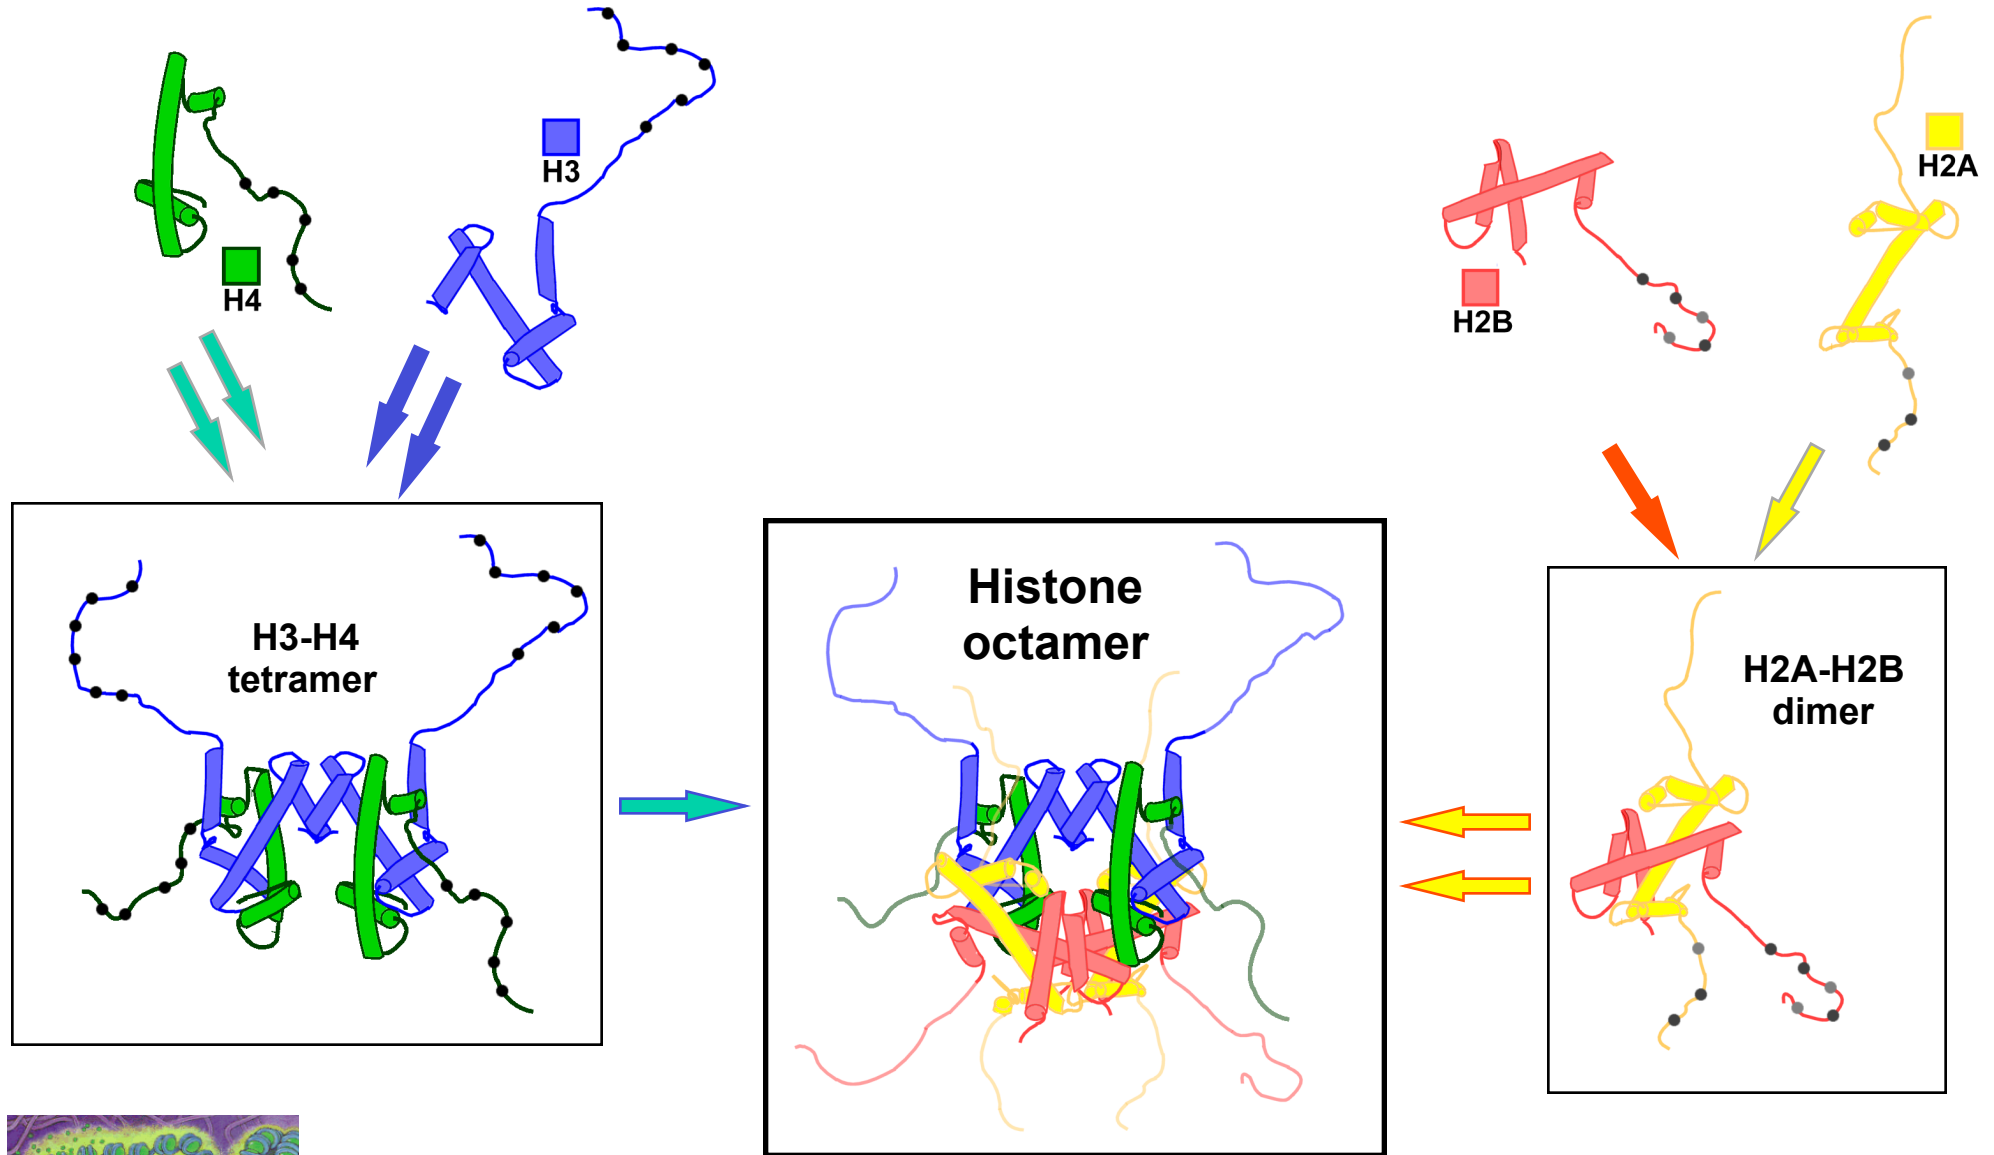 H4
H3
H2B
H2A
H3-H4
tetramer
Histone
octamer
H2A-H2B
dimer